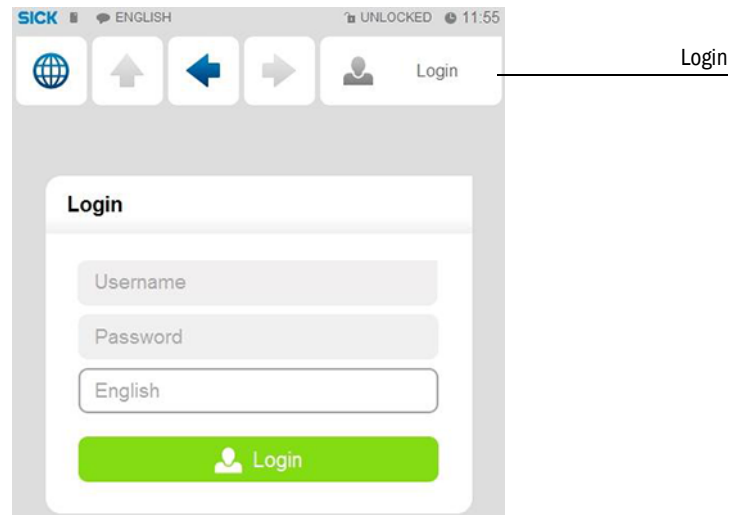 SICK ENGLISH UNLOCKED 11:55
Login Login
Login
Username
Password
English
Login